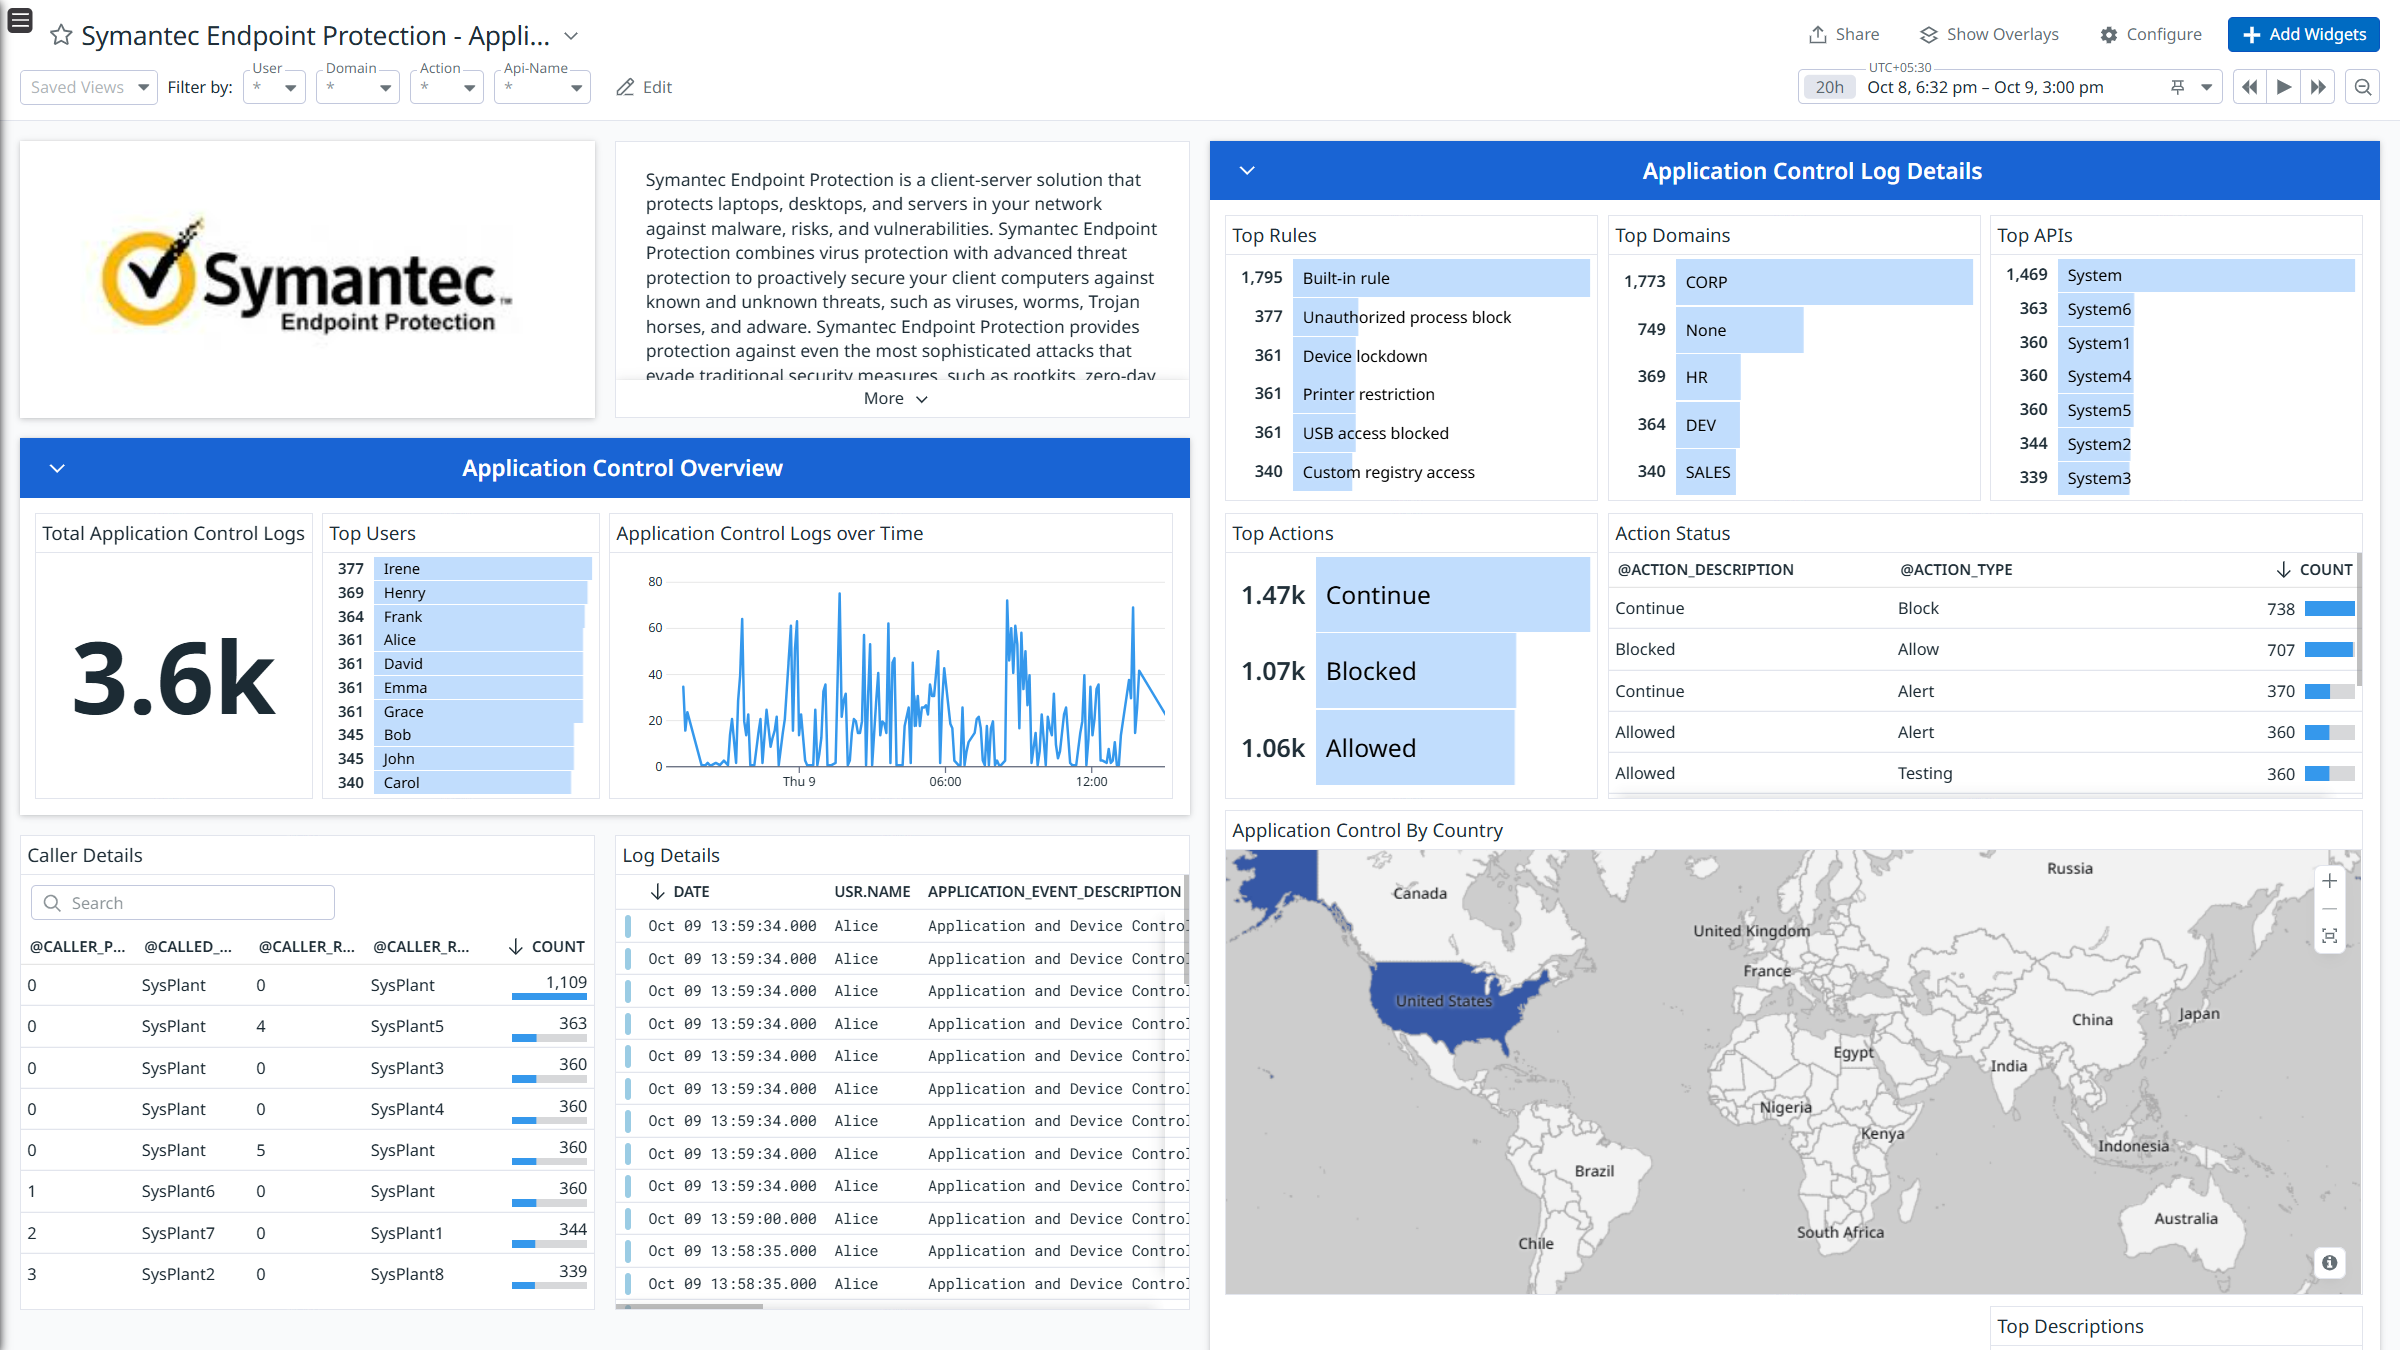 Symantec Endpoint Protection - Appli...
Share
Show Overlays
Configure
Add Widgets
Saved Views
Filter by:
User
*
Domain
*
Action
*
Api-Name
*
Edit
UTC+05:30
20h
Oct 8, 6:32 pm – Oct 9, 3:00 pm
Symantec™
Endpoint Protection
Symantec Endpoint Protection is a client-server solution that
protects laptops, desktops, and servers in your network
against malware, risks, and vulnerabilities. Symantec Endpoint
Protection combines virus protection with advanced threat
protection to proactively secure your client computers against
known and unknown threats, such as viruses, worms, Trojan
horses, and adware. Symantec Endpoint Protection provides
protection against even the most sophisticated attacks that
evade traditional security measures, such as rootkits, zero-day
More
Application Control Overview
Total Application Control Logs
3.6k
Top Users
377 Irene
369 Henry
364 Frank
361 Alice
361 David
361 Emma
361 Grace
345 Bob
345 John
340 Carol
Application Control Logs over Time
80
60
40
20
0
Thu 9
06:00
12:00
Caller Details
Search
@CALLER_P... @CALLED_... @CALLER_R... @CALLER_R... COUNT
0 SysPlant 0 SysPlant 1,109
0 SysPlant 4 SysPlant5 363
0 SysPlant 0 SysPlant3 360
0 SysPlant 0 SysPlant4 360
0 SysPlant 5 SysPlant 360
1 SysPlant6 0 SysPlant 360
2 SysPlant7 0 SysPlant1 344
3 SysPlant2 0 SysPlant8 339
Log Details
DATE USR.NAME APPLICATION_EVENT_DESCRIPTION
Oct 09 13:59:34.000 Alice Application and Device Control
Oct 09 13:59:34.000 Alice Application and Device Control
Oct 09 13:59:34.000 Alice Application and Device Control
Oct 09 13:59:34.000 Alice Application and Device Control
Oct 09 13:59:34.000 Alice Application and Device Control
Oct 09 13:59:34.000 Alice Application and Device Control
Oct 09 13:59:34.000 Alice Application and Device Control
Oct 09 13:59:34.000 Alice Application and Device Control
Oct 09 13:59:34.000 Alice Application and Device Control
Oct 09 13:59:00.000 Alice Application and Device Control
Oct 09 13:58:35.000 Alice Application and Device Control
Oct 09 13:58:35.000 Alice Application and Device Control
Application Control Log Details
Top Rules
1,795 Built-in rule
377 Unauthorized process block
361 Device lockdown
361 Printer restriction
361 USB access blocked
340 Custom registry access
Top Domains
1,773 CORP
749 None
369 HR
364 DEV
340 SALES
Top APIs
1,469 System
363 System6
360 System1
360 System4
360 System5
344 System2
339 System3
Top Actions
1.47k Continue
1.07k Blocked
1.06k Allowed
Action Status
@ACTION_DESCRIPTION @ACTION_TYPE COUNT
Continue Block 738
Blocked Allow 707
Continue Alert 370
Allowed Alert 360
Allowed Testing 360
Application Control By Country
Russia
Canada
United Kingdom
France
United States
China
Japan
Egypt
India
Nigeria
Kenya
Indonesia
Brazil
Australia
South Africa
Chile
Top Descriptions